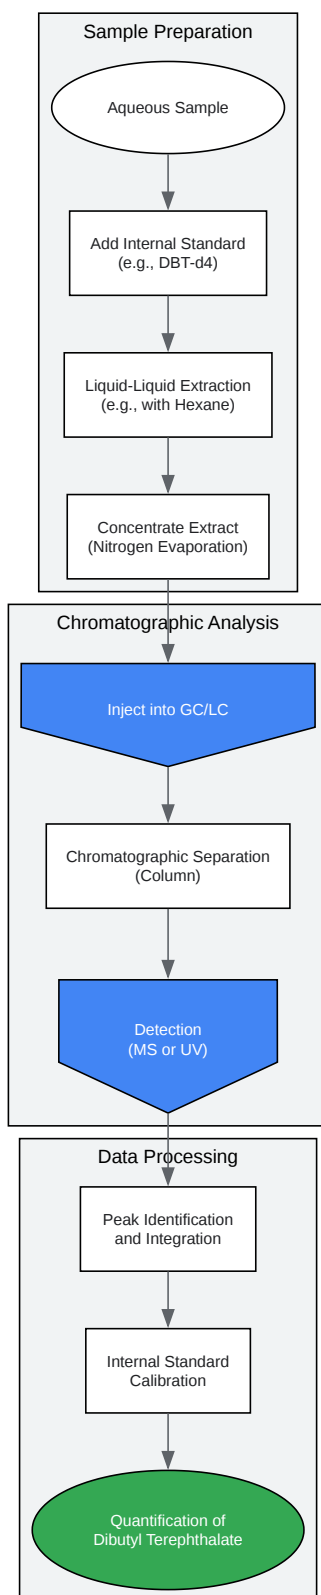 Sample Preparation
Aqueous Sample
Add Internal Standard
(e.g., DBT-d4)
Liquid-Liquid Extraction
(e.g., with Hexane)
Concentrate Extract
(Nitrogen Evaporation)
Chromatographic Analysis
Inject into GC/LC
Chromatographic Separation
(Column)
Detection
(MS or UV)
Data Processing
Peak Identification
and Integration
Internal Standard
Calibration
Quantification of
Dibutyl Terephthalate